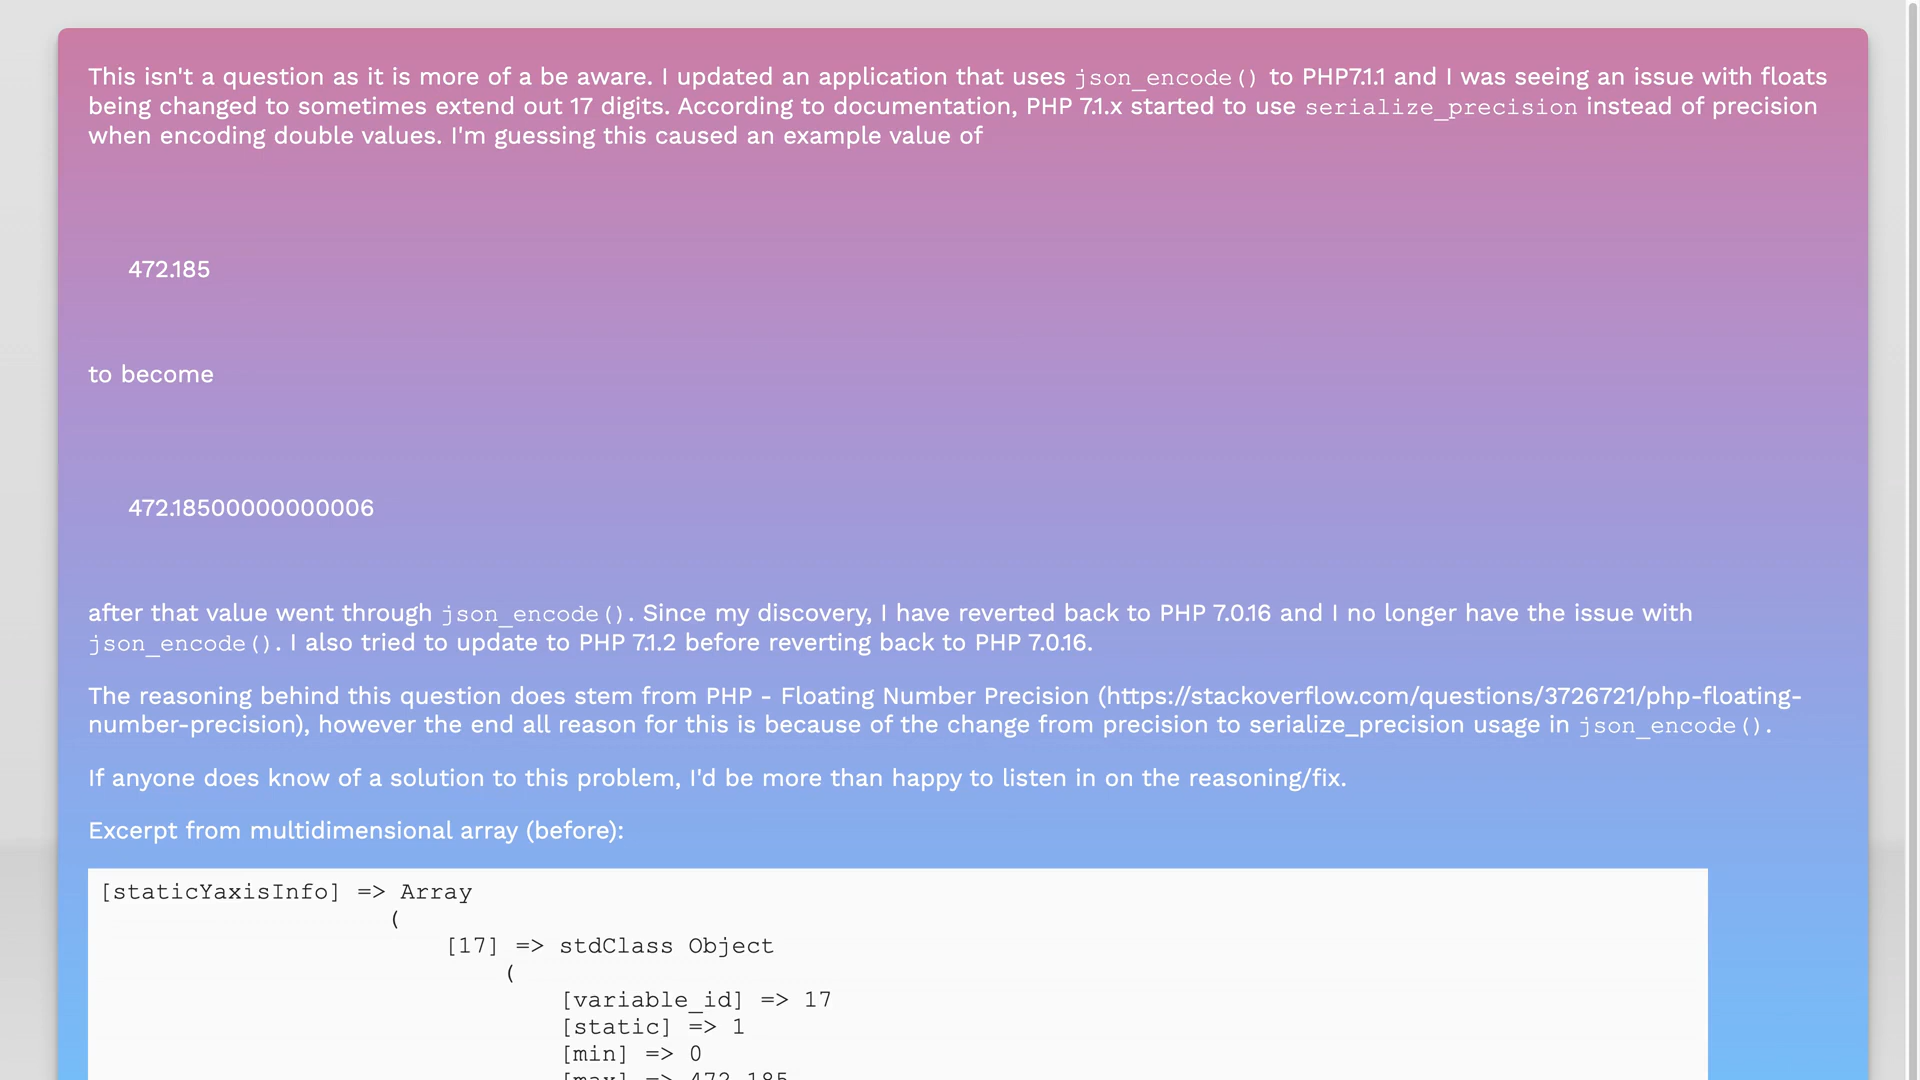 This isn't a question as it is more of a be aware. I updated an application that uses json_encode() to PHP7.1.1 and I was seeing an issue with floats
being changed to sometimes extend out 17 digits. According to documentation, PHP 7.1.x started to use serialize_precision instead of precision
when encoding double values. I'm guessing this caused an example value of
472.185
to become
472.18500000000006
after that value went through json_encode(). Since my discovery, I have reverted back to PHP 7.0.16 and I no longer have the issue with
json_encode(). I also tried to update to PHP 7.1.2 before reverting back to PHP 7.0.16.
The reasoning behind this question does stem from PHP - Floating Number Precision (https://stackoverflow.com/questions/3726721/php-floating-
number-precision), however the end all reason for this is because of the change from precision to serialize_precision usage in json_encode().
If anyone does know of a solution to this problem, I'd be more than happy to listen in on the reasoning/fix.
Excerpt from multidimensional array (before):
[staticYaxisInfo] => Array
(
[17] => stdClass Object
(
[variable_id] => 17
[static] => 1
[min] => 0
[max] => 472.185